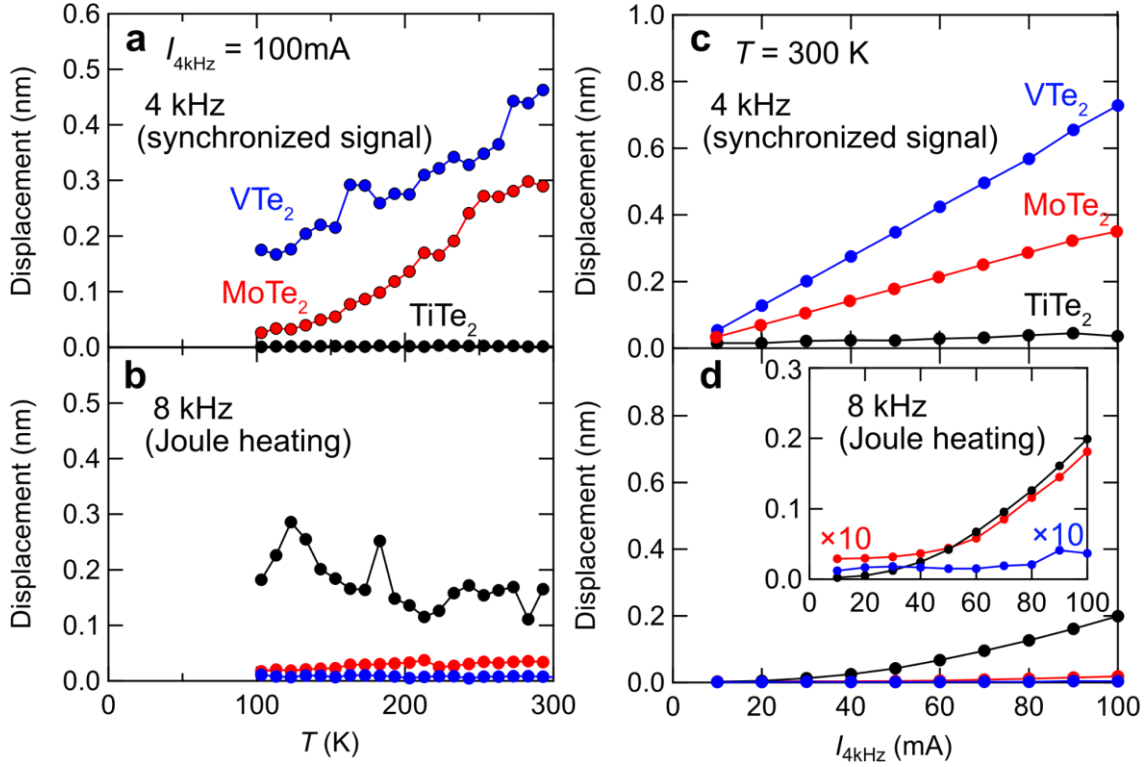 a
I4kHz = 100mA
4 kHz
(synchronized signal)
VTe2
MoTe2
TiTe2
Displacement (nm)
0.6
0.5
0.4
0.3
0.2
0.1
0.0
b
8 kHz
(Joule heating)
Displacement (nm)
0.5
0.4
0.3
0.2
0.1
0.0
0
100
200
300
T (K)
c
T = 300 K
4 kHz
(synchronized signal)
VTe2
MoTe2
TiTe2
Displacement (nm)
1.0
0.8
0.6
0.4
0.2
0.0
d
8 kHz
(Joule heating)
×10
×10
0.3
0.2
0.1
0.0
0
20
40
60
80
100
Displacement (nm)
0.8
0.6
0.4
0.2
0.0
0
20
40
60
80
100
I4kHz (mA)